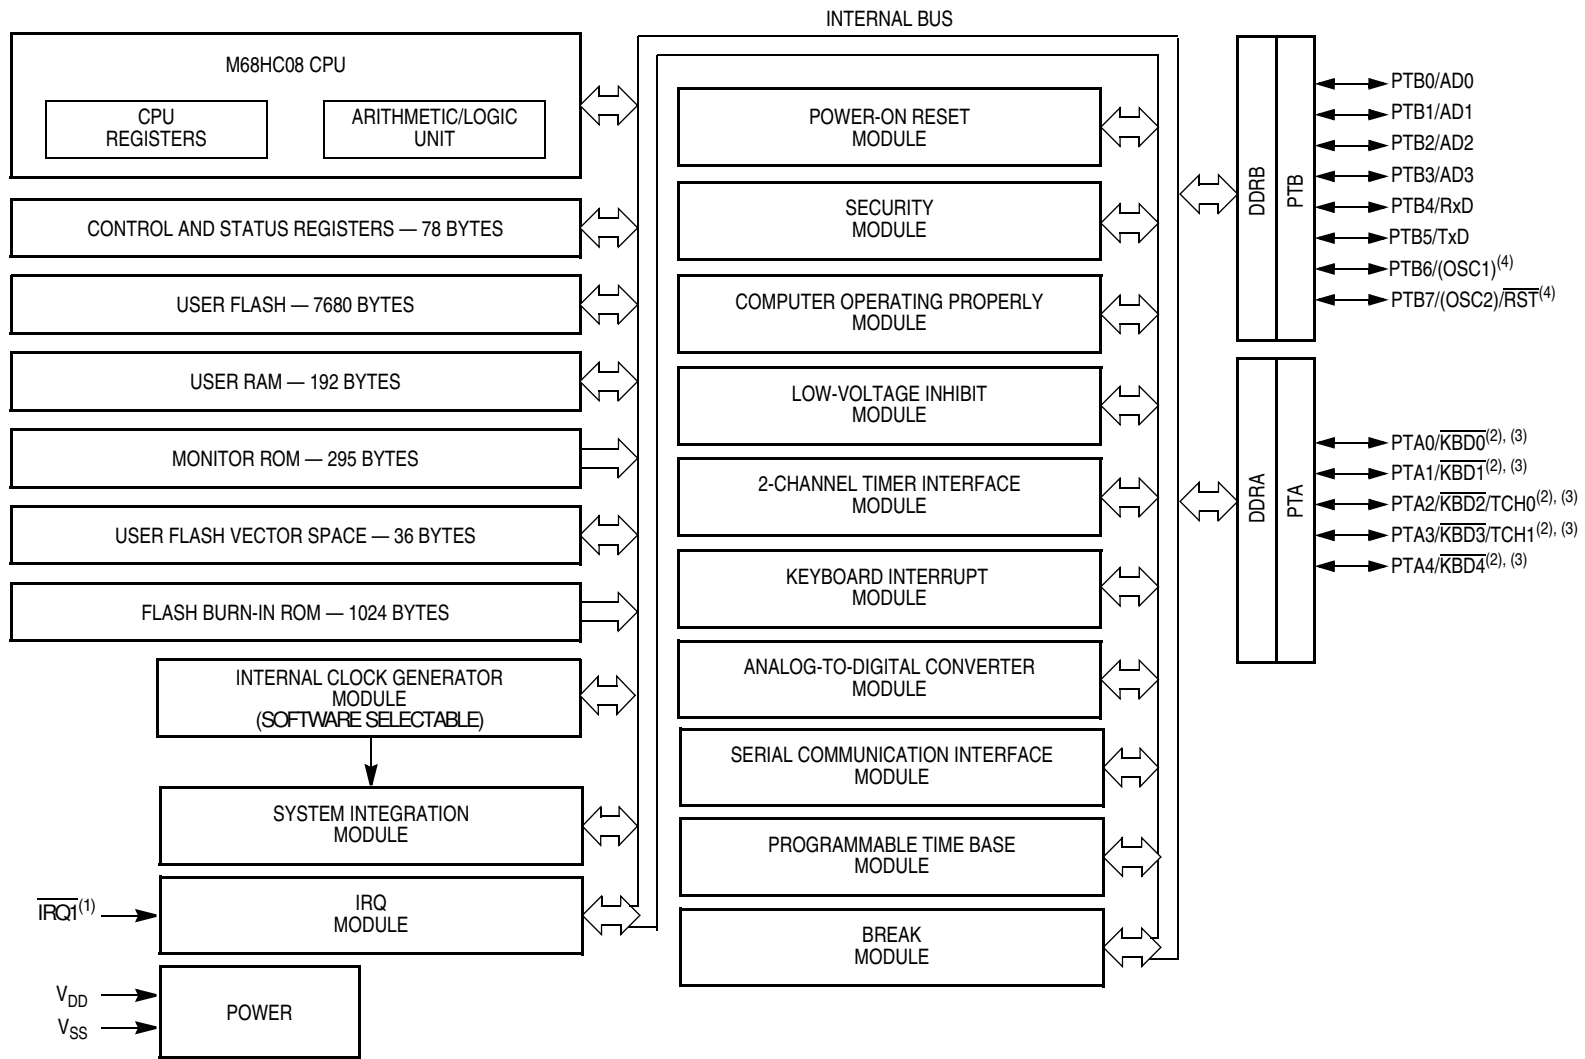 INTERNAL BUS
M68HC08 CPU
CPU
REGISTERS
ARITHMETIC/LOGIC
UNIT
CONTROL AND STATUS REGISTERS — 78 BYTES
USER FLASH — 7680 BYTES
USER RAM — 192 BYTES
MONITOR ROM — 295 BYTES
USER FLASH VECTOR SPACE — 36 BYTES
FLASH BURN-IN ROM — 1024 BYTES
INTERNAL CLOCK GENERATOR
MODULE
(SOFTWARE SELECTABLE)
SYSTEM INTEGRATION
MODULE
IRQ1(1)
IRQ
MODULE
VDD
VSS
POWER
POWER-ON RESET
MODULE
SECURITY
MODULE
COMPUTER OPERATING PROPERLY
MODULE
LOW-VOLTAGE INHIBIT
MODULE
2-CHANNEL TIMER INTERFACE
MODULE
KEYBOARD INTERRUPT
MODULE
ANALOG-TO-DIGITAL CONVERTER
MODULE
SERIAL COMMUNICATION INTERFACE
MODULE
PROGRAMMABLE TIME BASE
MODULE
BREAK
MODULE
DDRB
PTB
PTB0/AD0
PTB1/AD1
PTB2/AD2
PTB3/AD3
PTB4/RxD
PTB5/TxD
PTB6/(OSC1)(4)
PTB7/(OSC2)/RST(4)
DDRA
PTA
PTA0/KBD0(2), (3)
PTA1/KBD1(2), (3)
PTA2/KBD2/TCH0(2), (3)
PTA3/KBD3/TCH1(2), (3)
PTA4/KBD4(2), (3)